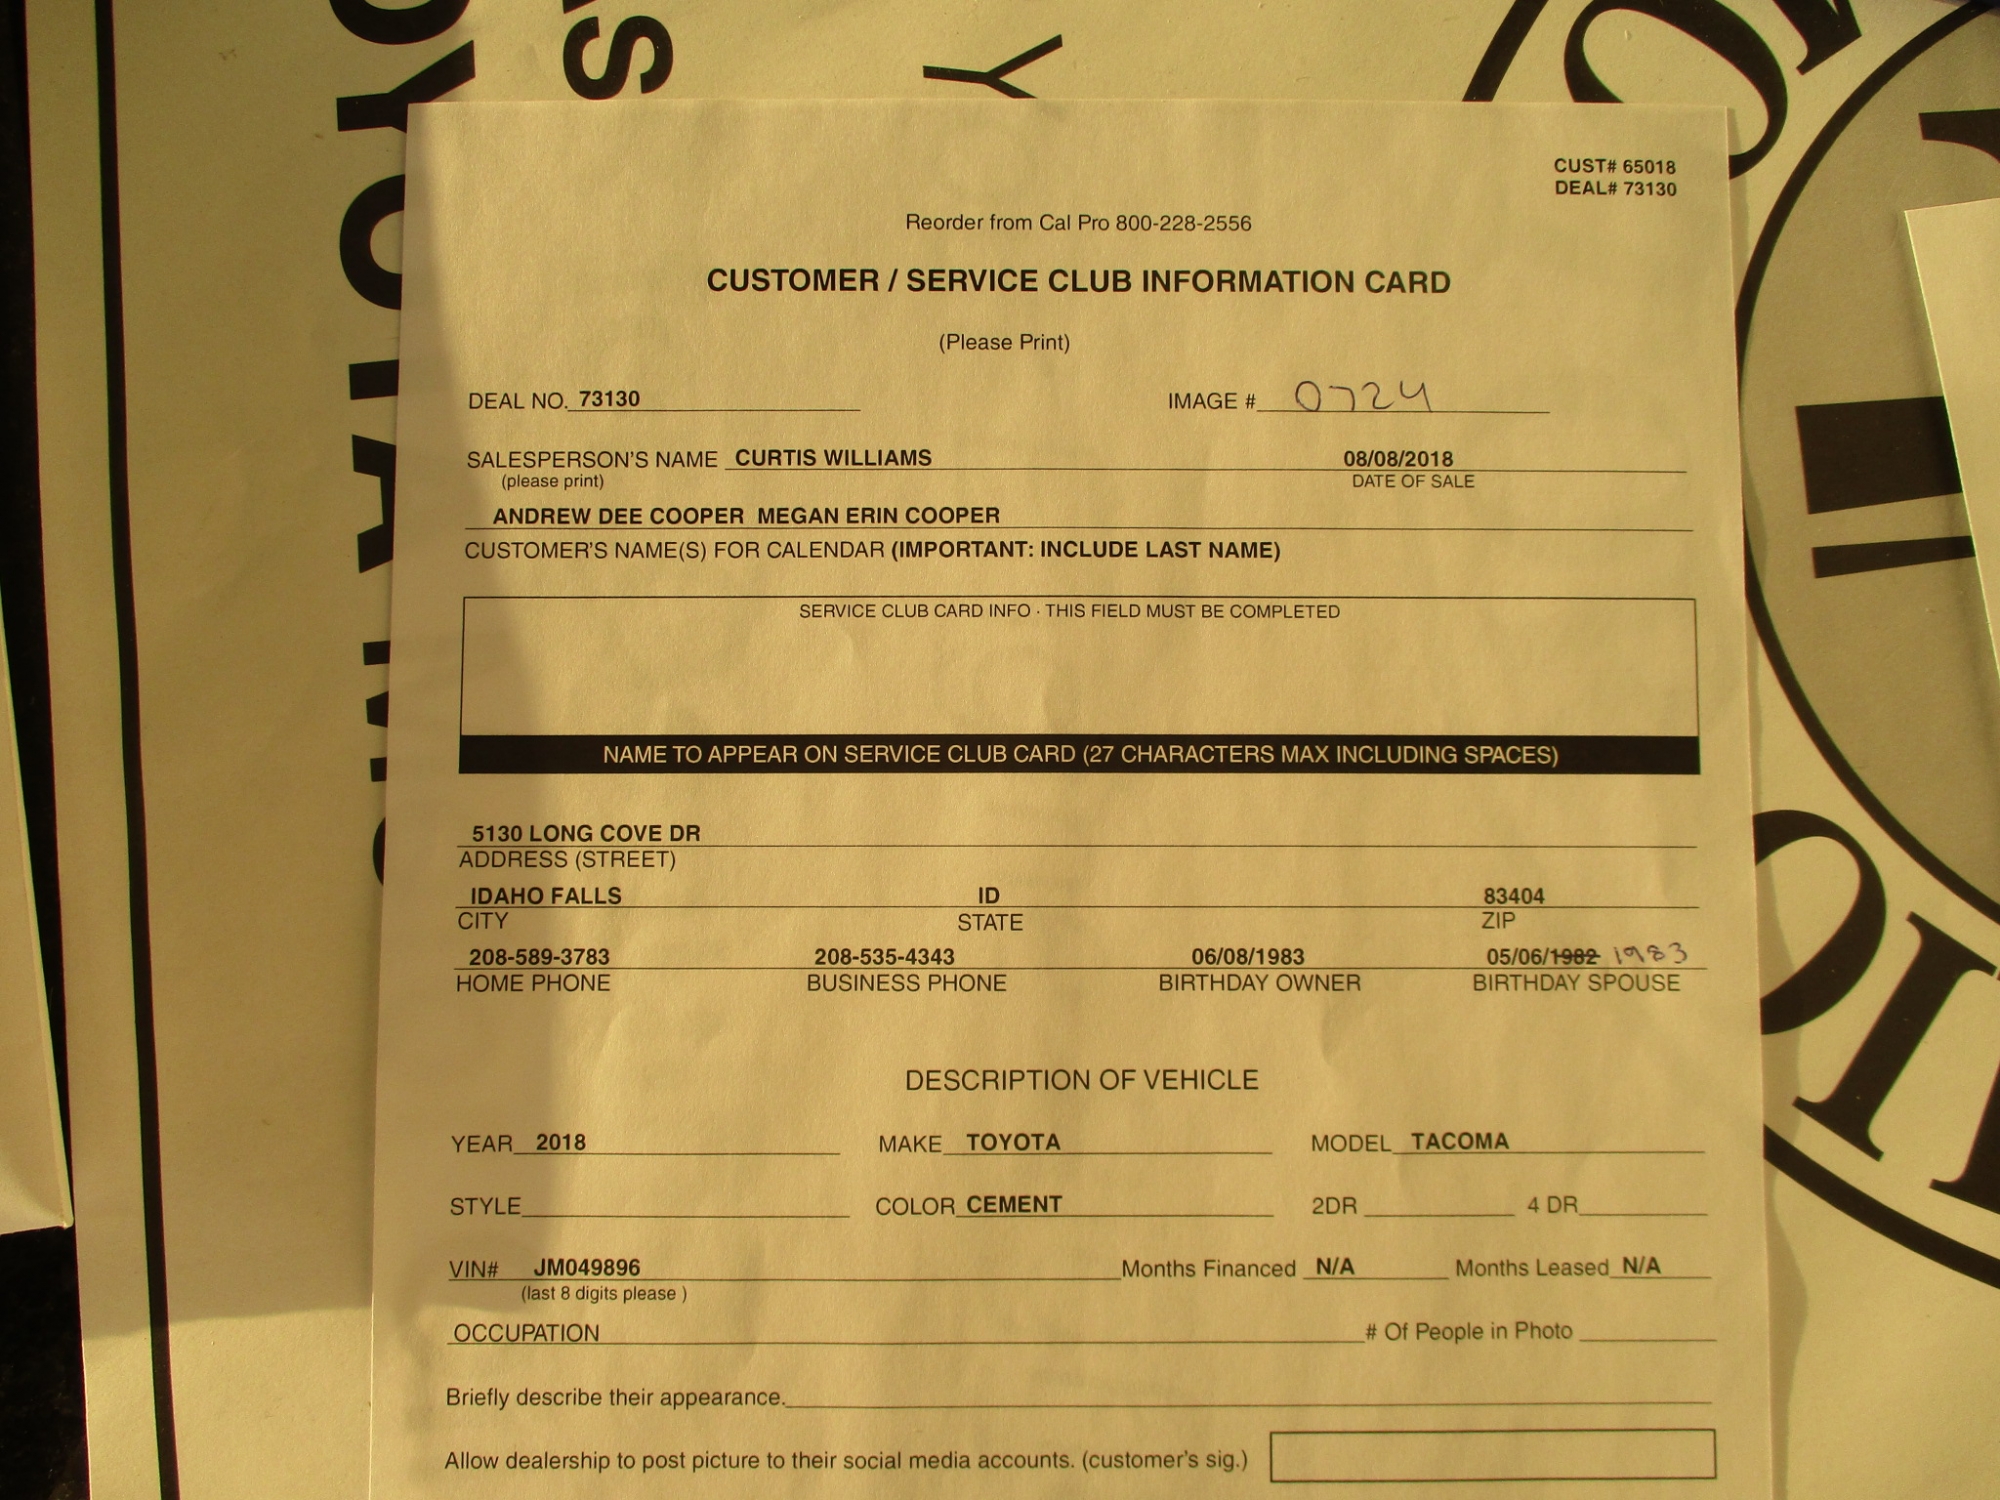 CUST# 65018
DEAL# 73130
Reorder from Cal Pro 800-228-2556
CUSTOMER / SERVICE CLUB INFORMATION CARD
(Please Print)
DEAL NO. 73130 IMAGE # 0724
SALESPERSON'S NAME CURTIS WILLIAMS 08/08/2018
(please print) DATE OF SALE
ANDREW DEE COOPER MEGAN ERIN COOPER
CUSTOMER'S NAME(S) FOR CALENDAR (IMPORTANT: INCLUDE LAST NAME)
SERVICE CLUB CARD INFO · THIS FIELD MUST BE COMPLETED
NAME TO APPEAR ON SERVICE CLUB CARD (27 CHARACTERS MAX INCLUDING SPACES)
5130 LONG COVE DR
ADDRESS (STREET)
IDAHO FALLS ID 83404
CITY STATE ZIP
208-589-3783 208-535-4343 06/08/1983 05/06/1982 1983
HOME PHONE BUSINESS PHONE BIRTHDAY OWNER BIRTHDAY SPOUSE
DESCRIPTION OF VEHICLE
YEAR 2018 MAKE TOYOTA MODEL TACOMA
STYLE COLOR CEMENT 2DR 4 DR
VIN# JM049896 Months Financed N/A Months Leased N/A
(last 8 digits please )
OCCUPATION # Of People in Photo
Briefly describe their appearance.
Allow dealership to post picture to their social media accounts. (customer's sig.)